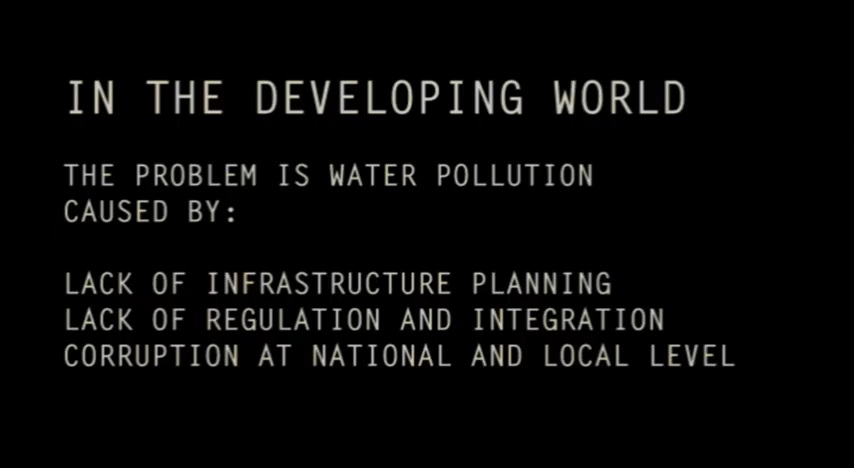 IN THE DEVELOPING WORLD
THE PROBLEM IS WATER POLLUTION
CAUSED BY:
LACK OF INFRASTRUCTURE PLANNING
LACK OF REGULATION AND INTEGRATION
CORRUPTION AT NATIONAL AND LOCAL LEVEL